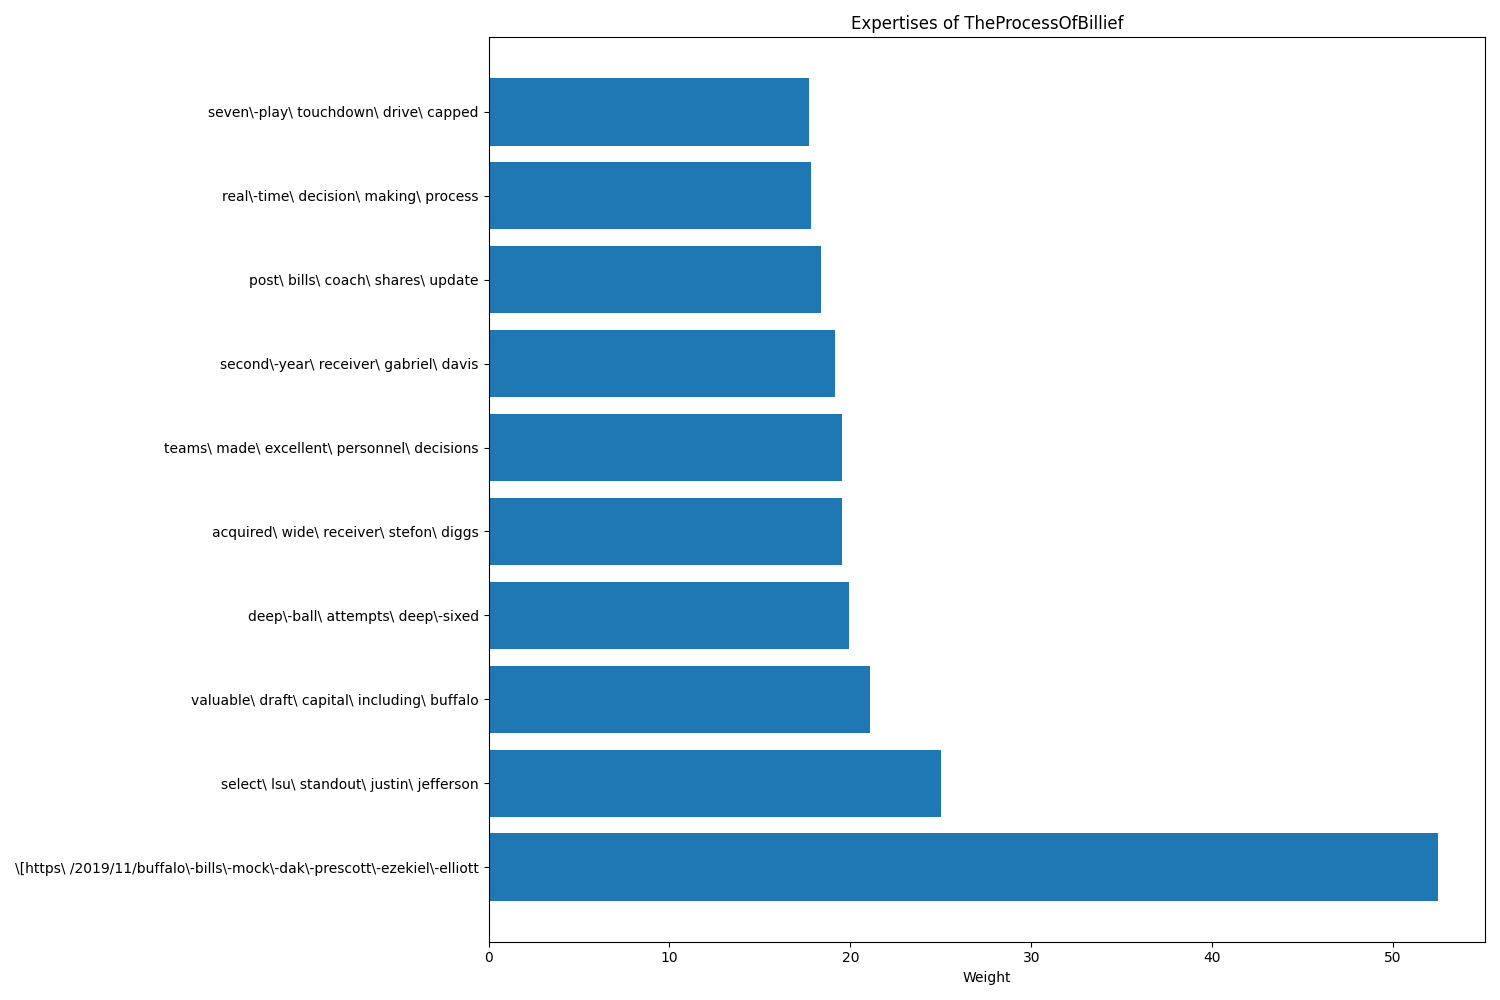 Expertises of TheProcessOfBillief
seven\-play\ touchdown\ drive\ capped
real\-time\ decision\ making\ process
post\ bills\ coach\ shares\ update
second\-year\ receiver\ gabriel\ davis
teams\ made\ excellent\ personnel\ decisions
acquired\ wide\ receiver\ stefon\ diggs
deep\-ball\ attempts\ deep\-sixed
valuable\ draft\ capital\ including\ buffalo
select\ lsu\ standout\ justin\ jefferson
\[https\ /2019/11/buffalo\-bills\-mock\-dak\-prescott\-ezekiel\-elliott
0 10 20 30 40 50
Weight